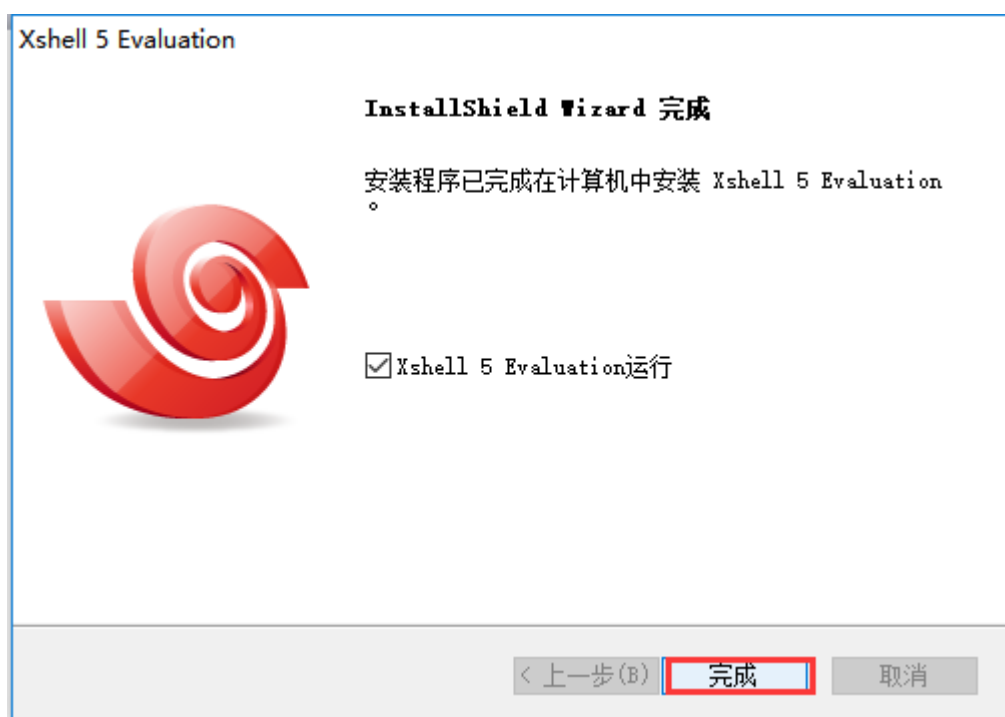 Xshell 5 Evaluation
InstallShield Wizard 完成
安装程序已完成在计算机中安装 Xshell 5 Evaluation
。
Xshell 5 Evaluation运行
< 上一步(B)
完成
取消